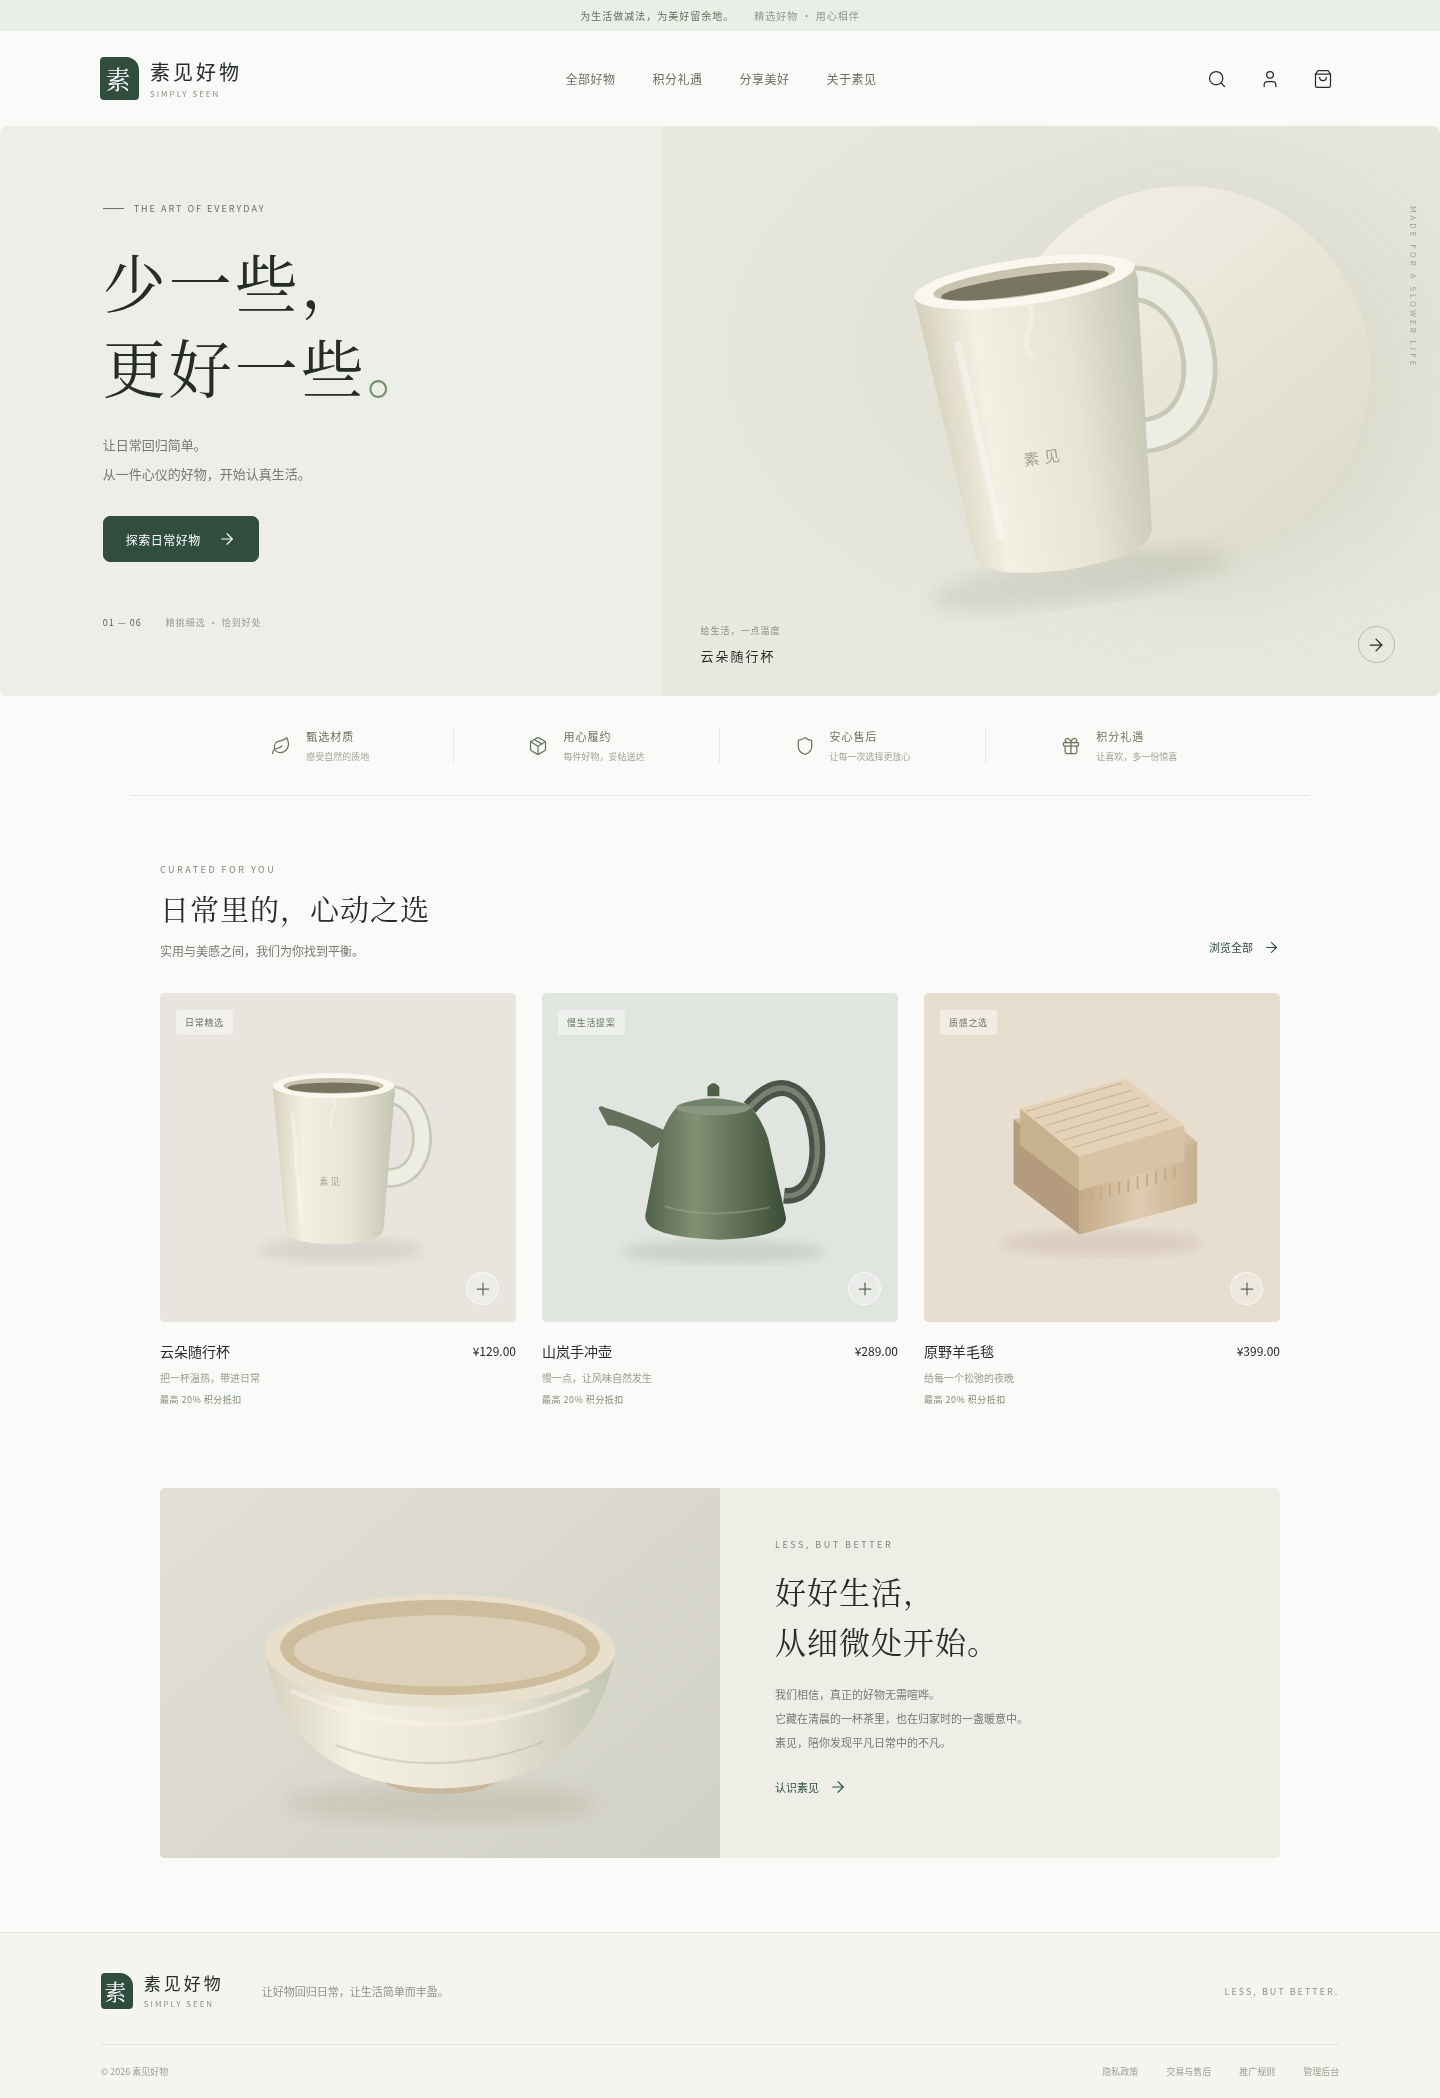 为生活做减法，为美好留余地。 精选好物 · 用心相伴
素 素见好物
SIMPLY SEEN
全部好物 积分礼遇 分享美好 关于素见
THE ART OF EVERYDAY
少一些，
更好一些。
让日常回归简单。
从一件心仪的好物，开始认真生活。
探索日常好物
01 — 06 精挑细选 · 恰到好处
素见
MADE FOR A SLOWER LIFE
给生活，一点温度
云朵随行杯
甄选材质
感受自然的质地
用心履约
每件好物，妥帖送达
安心售后
让每一次选择更放心
积分礼遇
让喜欢，多一份惊喜
CURATED FOR YOU
日常里的，心动之选
实用与美感之间，我们为你找到平衡。
浏览全部
日常精选
素见
慢生活提案
质感之选
云朵随行杯 ¥129.00
把一杯温热，带进日常
最高 20% 积分抵扣
山岚手冲壶 ¥289.00
慢一点，让风味自然发生
最高 20% 积分抵扣
原野羊毛毯 ¥399.00
给每一个松弛的夜晚
最高 20% 积分抵扣
LESS, BUT BETTER
好好生活，
从细微处开始。
我们相信，真正的好物无需喧哗。
它藏在清晨的一杯茶里，也在归家时的一盏暖意中。
素见，陪你发现平凡日常中的不凡。
认识素见
素 素见好物
SIMPLY SEEN
让好物回归日常，让生活简单而丰盈。
LESS, BUT BETTER.
© 2026 素见好物
隐私政策 交易与售后 推广规则 管理后台